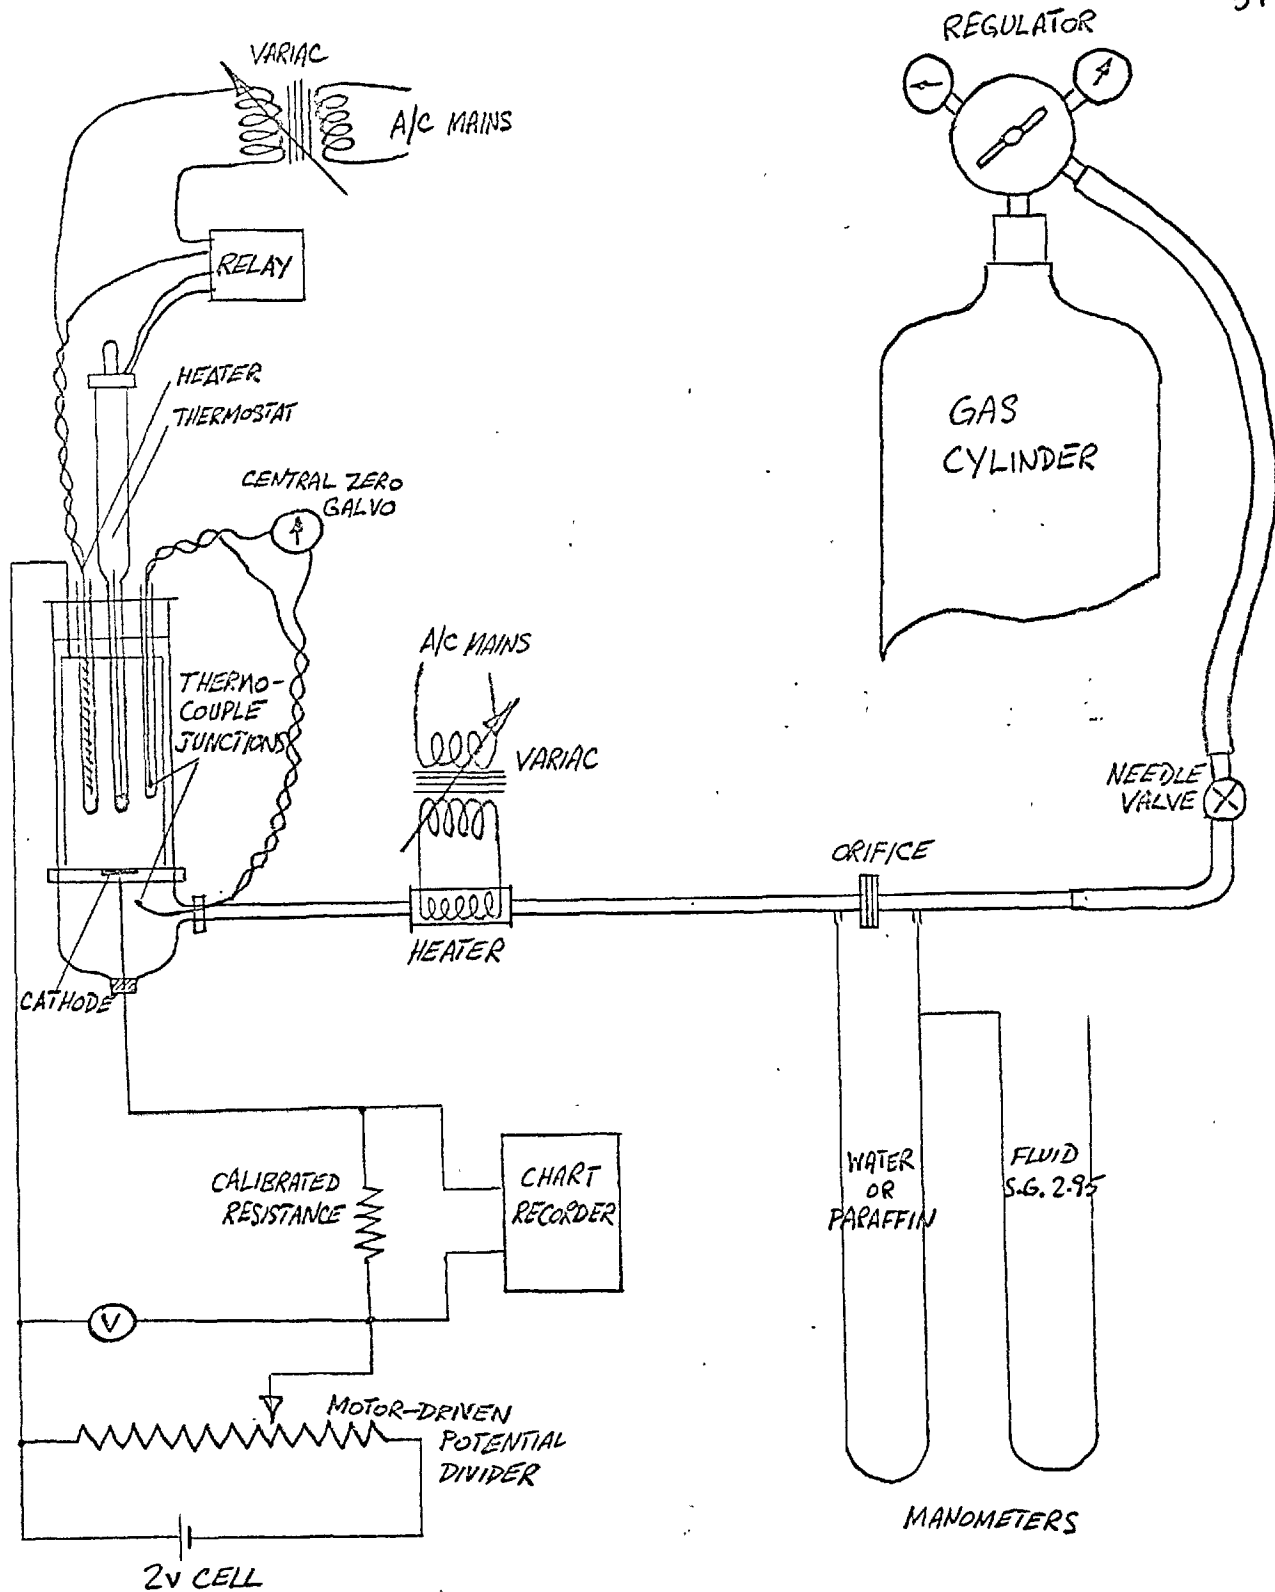 REGULATOR
VARIAC
A/C MAINS
RELAY
HEATER
THERMOSTAT
CENTRAL ZERO
GALVO
GAS
CYLINDER
A/C MAINS
THERMO-
COUPLE
JUNCTIONS
VARIAC
NEEDLE
VALVE
ORIFICE
HEATER
CATHODE
CALIBRATED
RESISTANCE
CHART
RECORDER
WATER
OR
PARAFFIN
FLUID
S.G. 2.95
V
MOTOR-DRIVEN
POTENTIAL
DIVIDER
MANOMETERS
2V CELL